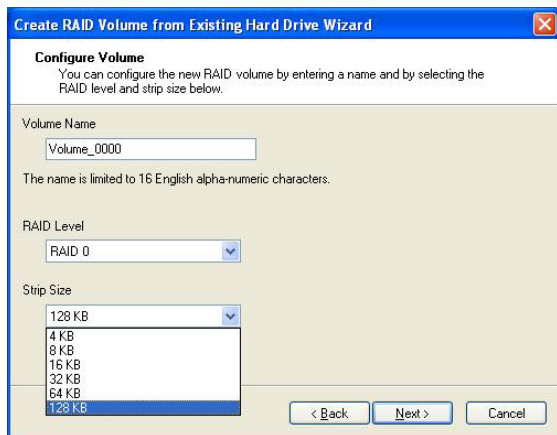 Create RAID Volume from Existing Hard Drive Wizard
Configure Volume
You can configure the new RAID volume by entering a name and by selecting the
RAID level and strip size below.
Volume Name
Volume_0000
The name is limited to 16 English alpha-numeric characters.
RAID Level
RAID 0
Strip Size
128 KB
4 KB
8 KB
16 KB
32 KB
64 KB
128 KB
< Back Next > Cancel